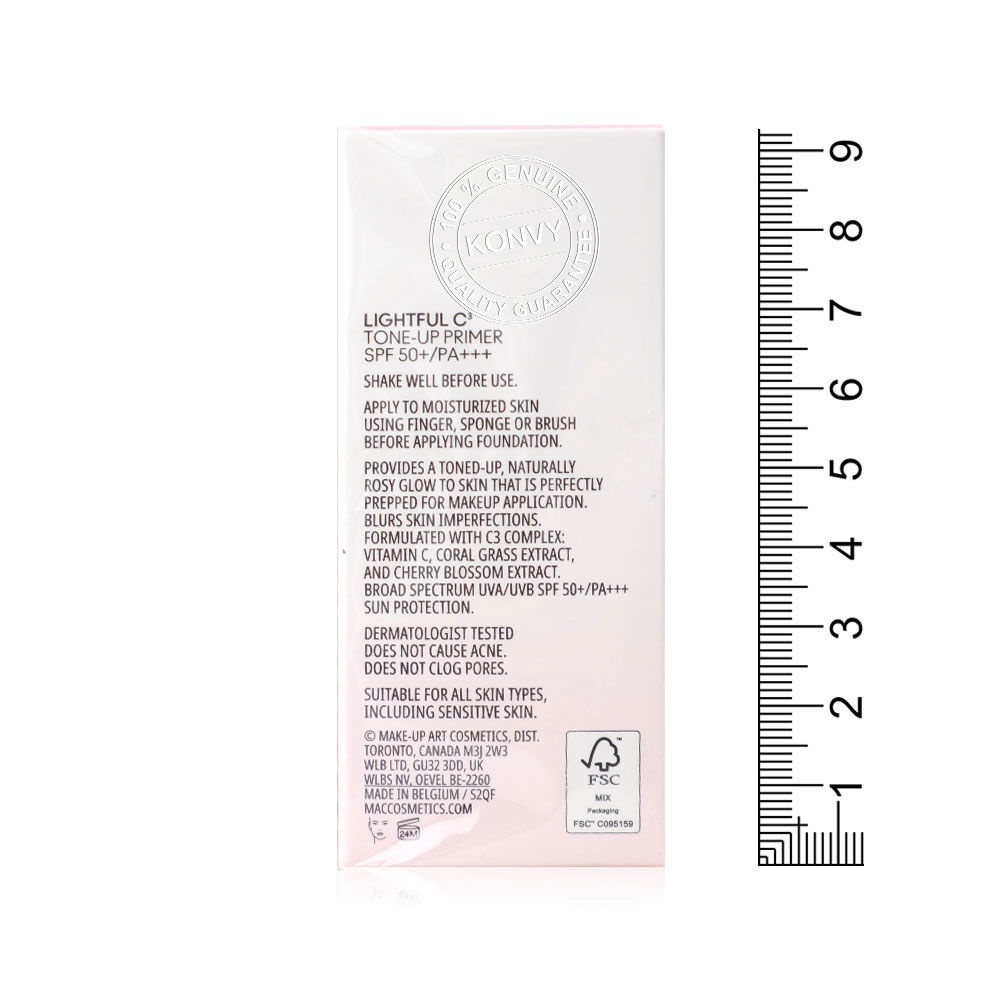 100 % GENUINE
KONVY
QUALITY GUARANTEE
LIGHTFUL C³
TONE-UP PRIMER
SPF 50+/PA+++
SHAKE WELL BEFORE USE.
APPLY TO MOISTURIZED SKIN
USING FINGER, SPONGE OR BRUSH
BEFORE APPLYING FOUNDATION.
PROVIDES A TONED-UP, NATURALLY
ROSY GLOW TO SKIN THAT IS PERFECTLY
PREPPED FOR MAKEUP APPLICATION.
BLURS SKIN IMPERFECTIONS.
FORMULATED WITH C3 COMPLEX:
VITAMIN C, CORAL GRASS EXTRACT,
AND CHERRY BLOSSOM EXTRACT.
BROAD SPECTRUM UVA/UVB SPF 50+/PA+++
SUN PROTECTION.
DERMATOLOGIST TESTED
DOES NOT CAUSE ACNE.
DOES NOT CLOG PORES.
SUITABLE FOR ALL SKIN TYPES,
INCLUDING SENSITIVE SKIN.
© MAKE-UP ART COSMETICS, DIST.
TORONTO, CANADA M3J 2W3
WLB LTD, GU32 3DD, UK
WLBS NV, OEVEL BE-2260
MADE IN BELGIUM / S2QF
MACCOSMETICS.COM
24M
FSC™
MIX
Packaging
FSC™ C095159
9
8
7
6
5
4
3
2
1